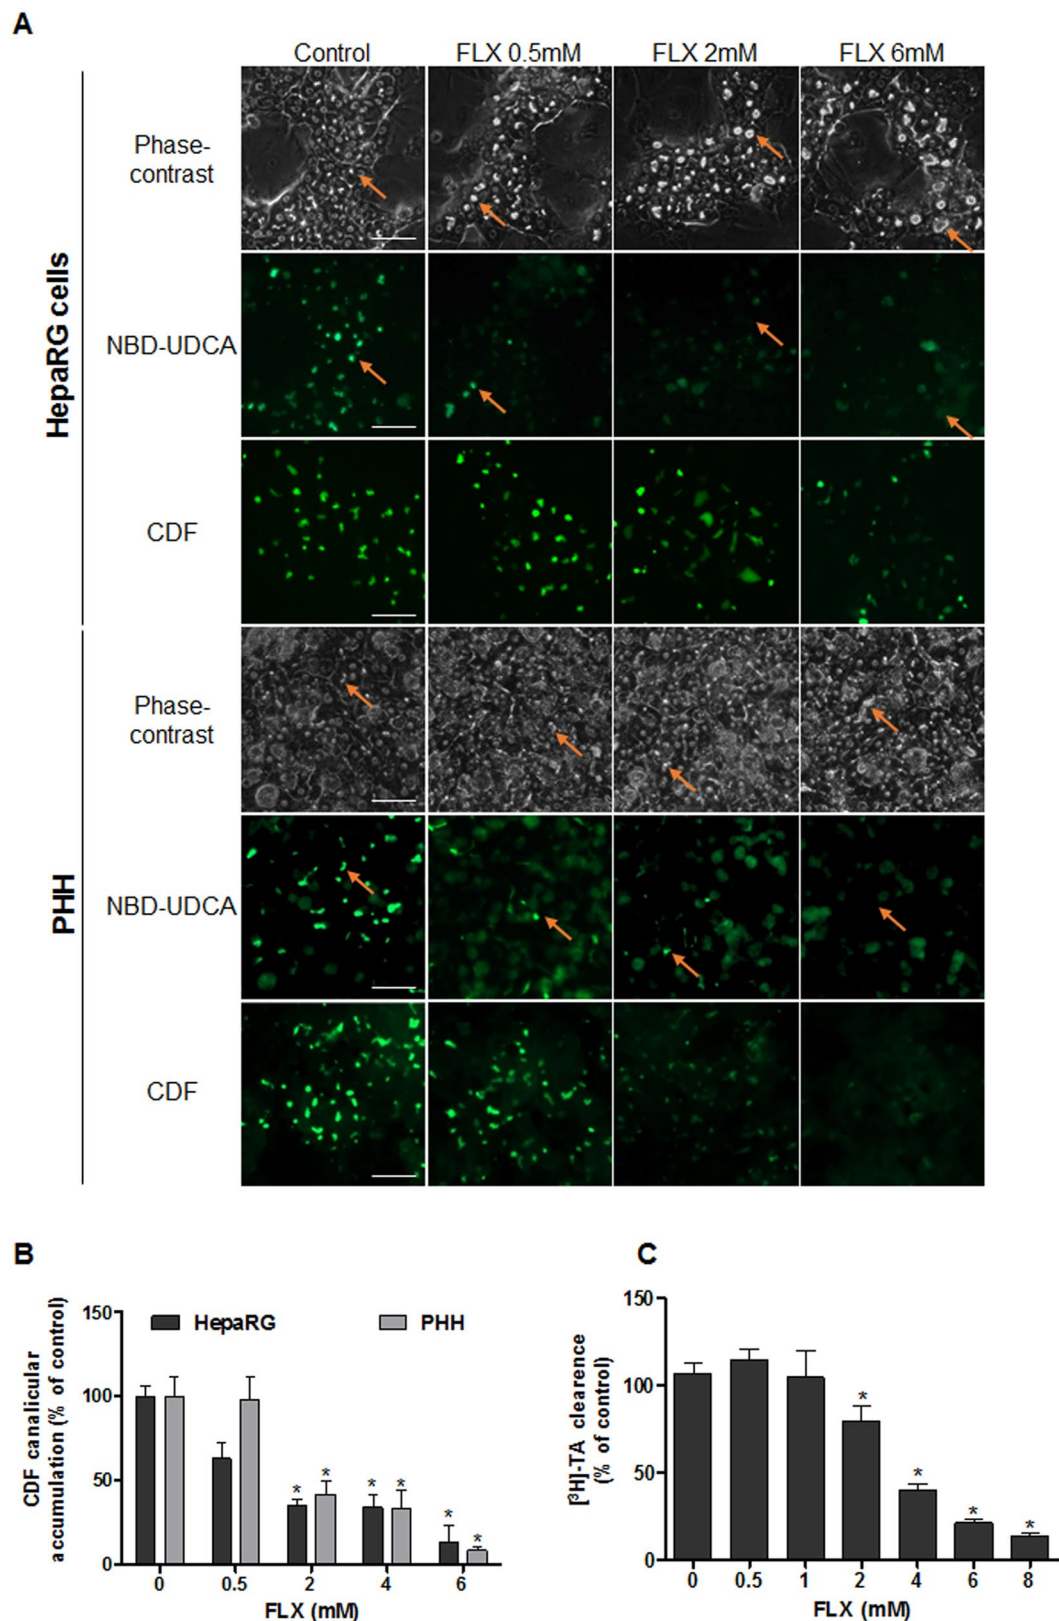 A
Control
FLX 0.5mM
FLX 2mM
FLX 6mM
HepaRG cells
Phase-
contrast
NBD-UDCA
CDF
PHH
Phase-
contrast
NBD-UDCA
CDF
B
CDF canalicular
accumulation (% of control)
150
100
50
0
HepaRG
PHH
*
*
*
*
*
*
0
0.5
2
4
6
FLX (mM)
C
[³H]-TA clearence
(% of control)
150
100
50
0
*
*
*
*
0
0.5
1
2
4
6
8
FLX (mM)